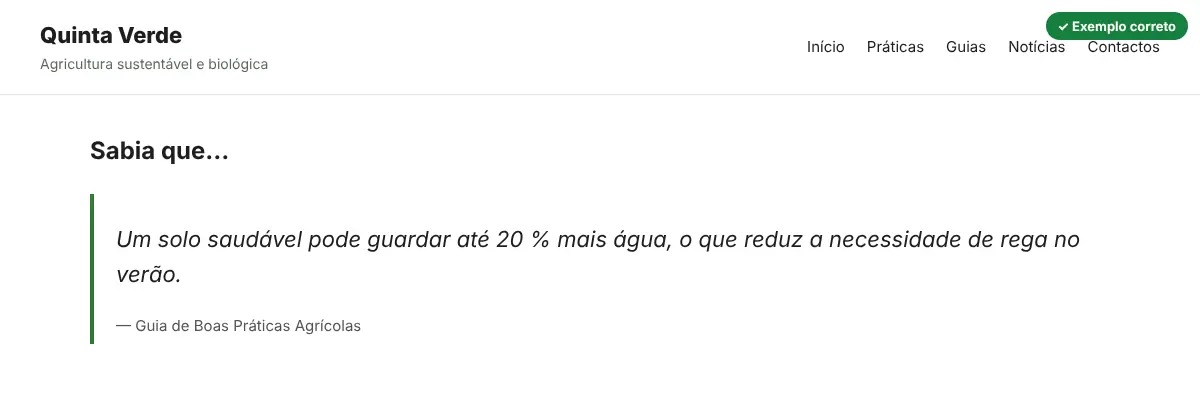 Quinta Verde
Agricultura sustentável e biológica
✓ Exemplo correto
Início Práticas Guias Notícias Contactos
Sabia que…
Um solo saudável pode guardar até 20 % mais água, o que reduz a necessidade de rega no
verão.
— Guia de Boas Práticas Agrícolas